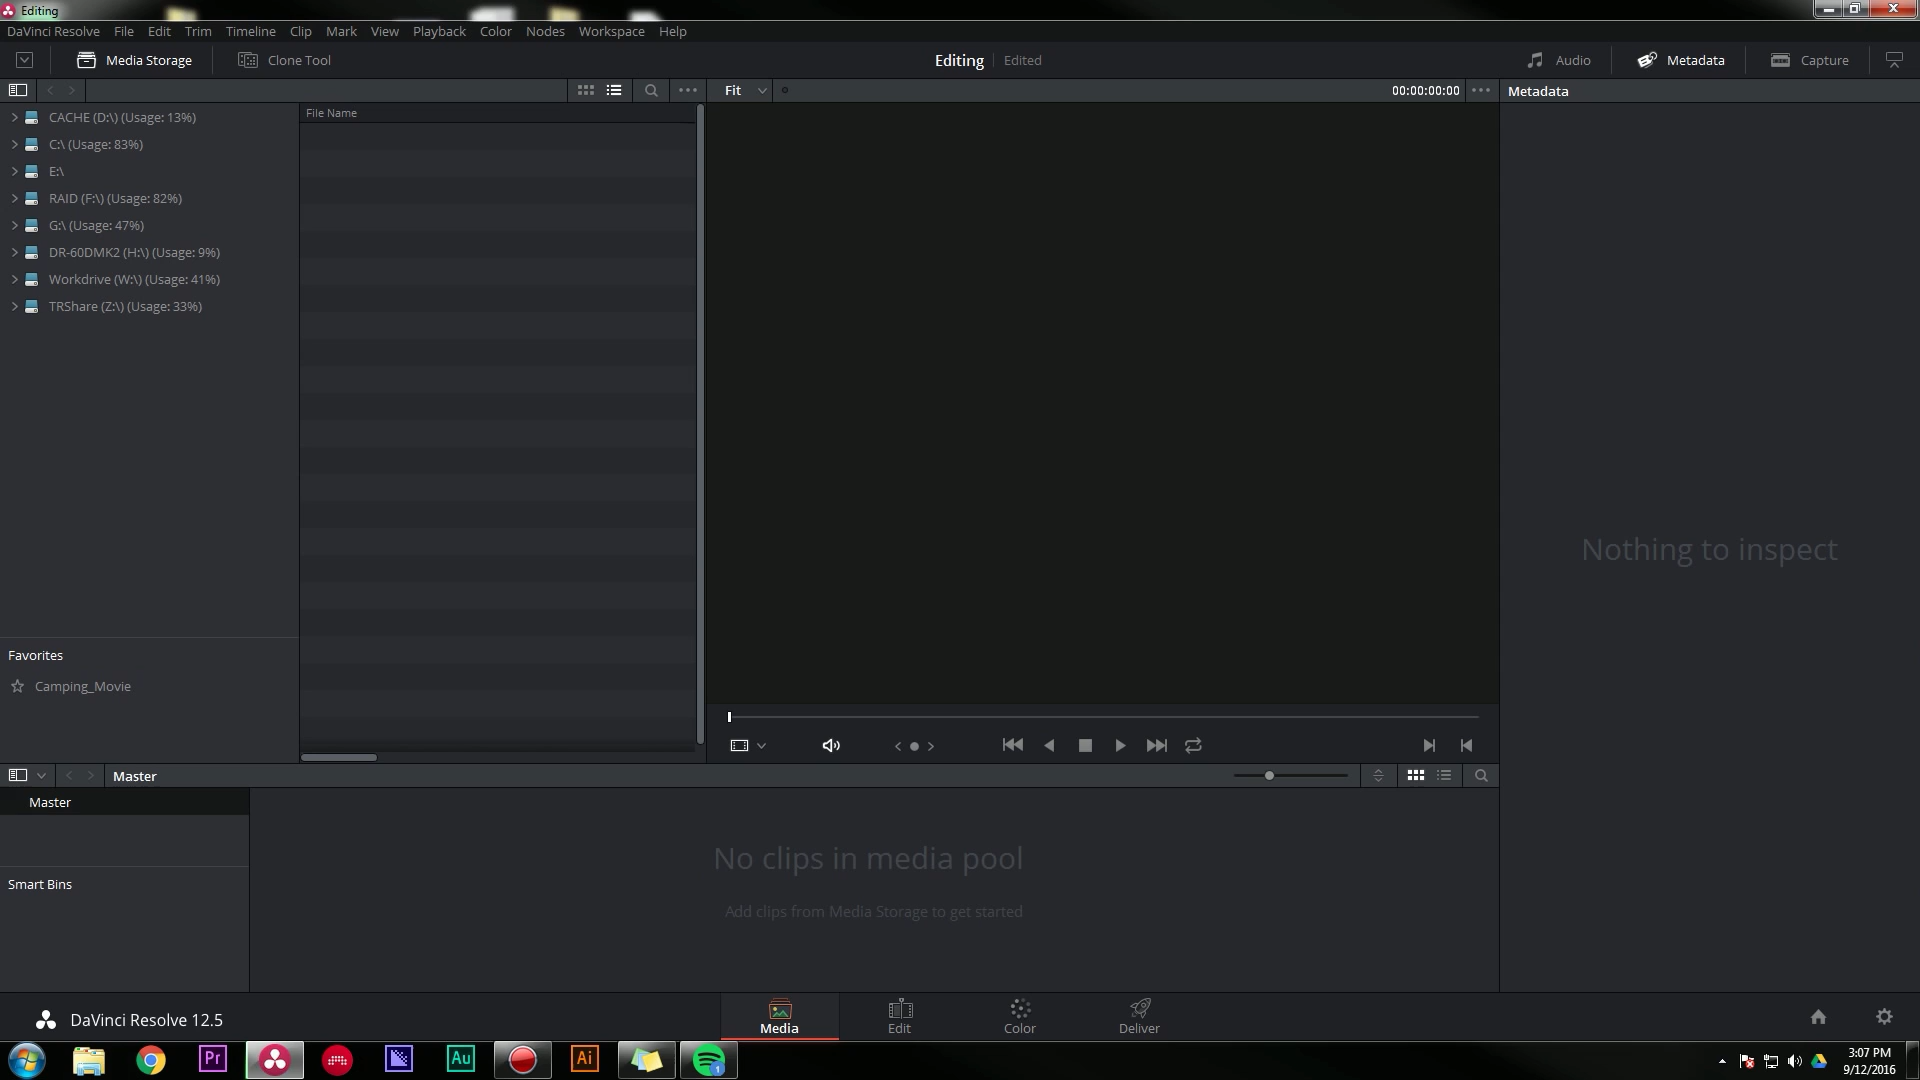 Editing
DaVinci Resolve File Edit Trim Timeline Clip Mark View Playback Color Nodes Workspace Help
Media Storage Clone Tool Editing Edited Audio Metadata Capture
Fit 00:00:00:00 Metadata
File Name
CACHE (D:\) (Usage: 13%)
C:\ (Usage: 83%)
E:\
RAID (F:\) (Usage: 82%)
G:\ (Usage: 47%)
DR-60DMK2 (H:\) (Usage: 9%)
Workdrive (W:\) (Usage: 41%)
TRShare (Z:\) (Usage: 33%)
Nothing to inspect
Favorites
Camping_Movie
Master
Master
No clips in media pool
Smart Bins
Add clips from Media Storage to get started
DaVinci Resolve 12.5
Media Edit Color Deliver
Pr Au Ai 1
3:07 PM
9/12/2016